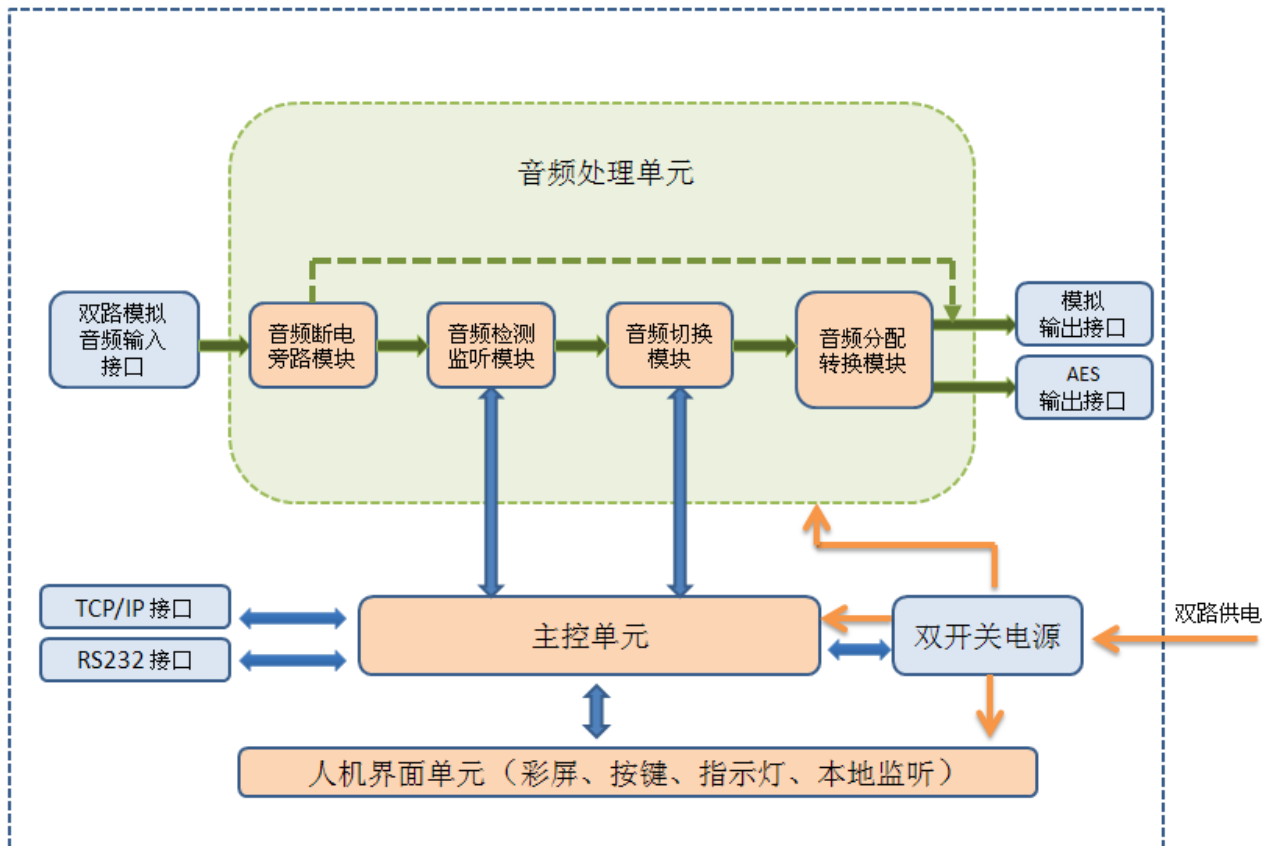 音频处理单元
双路模拟
音频输入
接口
音频断电
旁路模块
音频检测
监听模块
音频切换
模块
音频分配
转换模块
模拟
输出接口
AES
输出接口
TCP/IP 接口
RS232 接口
主控单元
双开关电源
双路供电
人机界面单元（彩屏、按键、指示灯、本地监听）